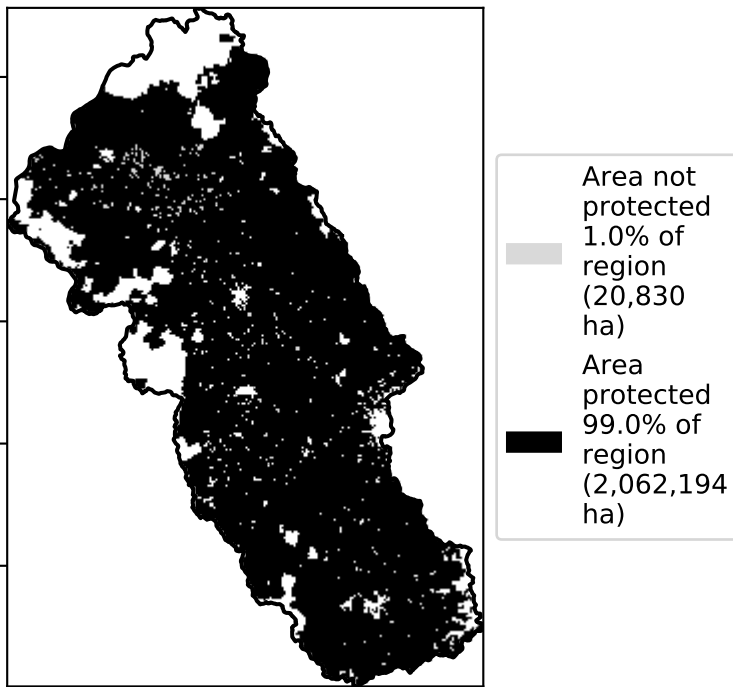 Area not
protected
1.0% of
region
(20,830
ha)
Area
protected
99.0% of
region
(2,062,194
ha)